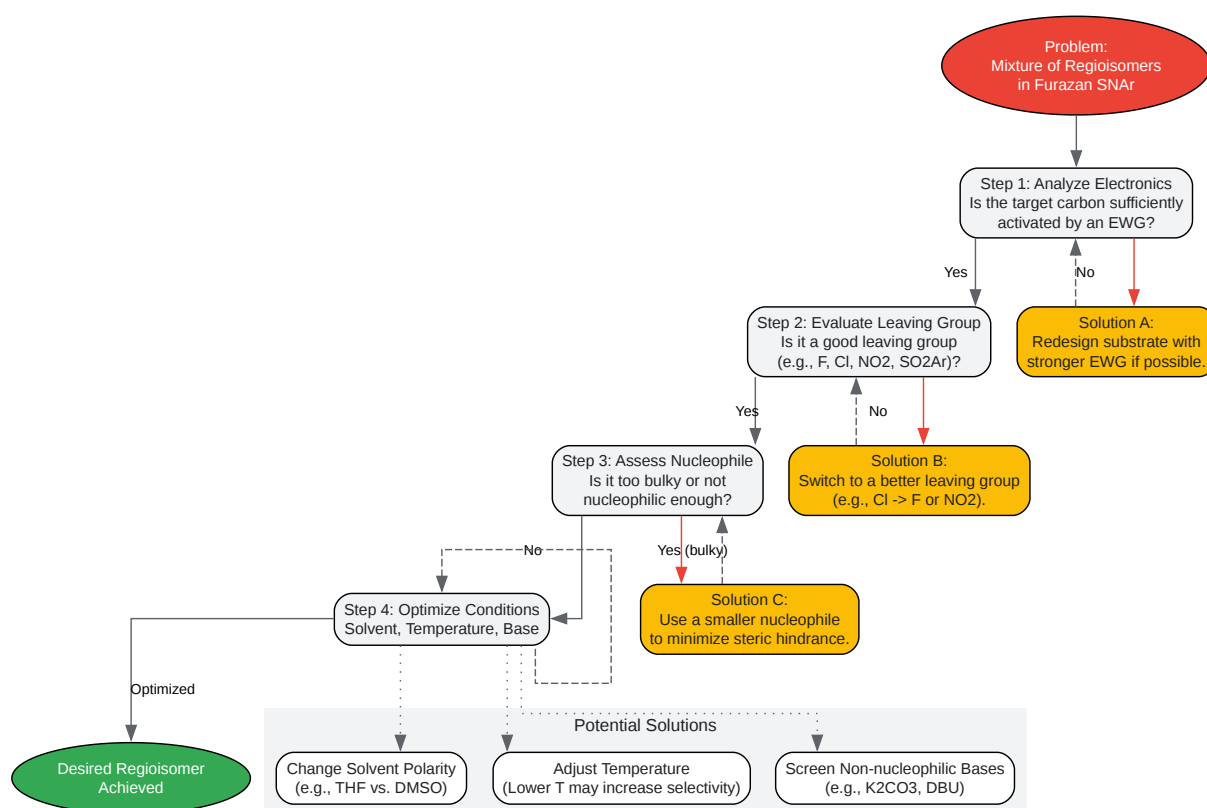 Problem:
Mixture of Regioisomers
in Furazan SNAr
Step 1: Analyze Electronics
Is the target carbon sufficiently
activated by an EWG?
Yes
No
Step 2: Evaluate Leaving Group
Is it a good leaving group
(e.g., F, Cl, NO2, SO2Ar)?
Solution A:
Redesign substrate with
stronger EWG if possible.
Yes
No
Step 3: Assess Nucleophile
Is it too bulky or not
nucleophilic enough?
Solution B:
Switch to a better leaving group
(e.g., Cl -> F or NO2).
No
Yes (bulky)
Step 4: Optimize Conditions
Solvent, Temperature, Base
Solution C:
Use a smaller nucleophile
to minimize steric hindrance.
Optimized
Potential Solutions
Desired Regioisomer
Achieved
Change Solvent Polarity
(e.g., THF vs. DMSO)
Adjust Temperature
(Lower T may increase selectivity)
Screen Non-nucleophilic Bases
(e.g., K2CO3, DBU)